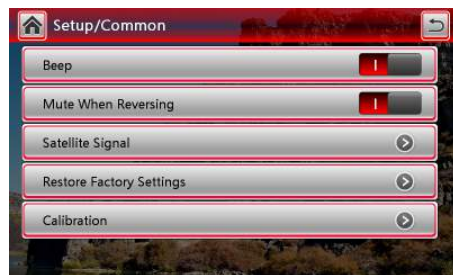 Setup/Common
Beep
Mute When Reversing
Satellite Signal
Restore Factory Settings
Calibration